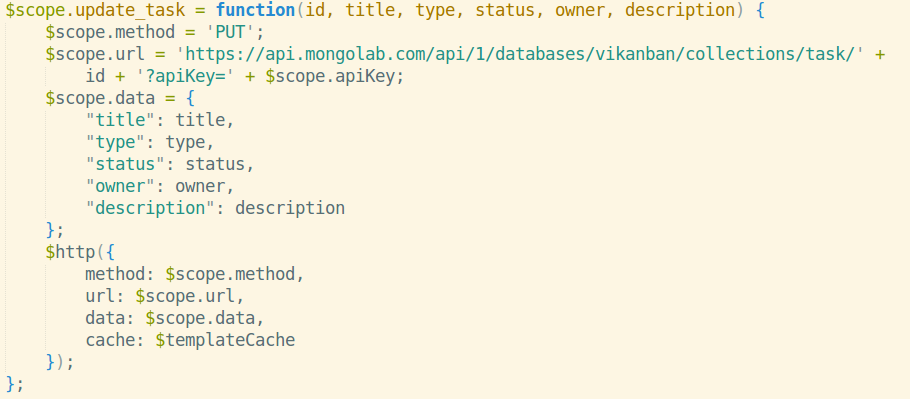 $scope.update_task = function(id, title, type, status, owner, description) {
    $scope.method = 'PUT';
    $scope.url = 'https://api.mongolab.com/api/1/databases/vikanban/collections/task/' +
        id + '?apiKey=' + $scope.apiKey;
    $scope.data = {
        "title": title,
        "type": type,
        "status": status,
        "owner": owner,
        "description": description
    };
    $http({
        method: $scope.method,
        url: $scope.url,
        data: $scope.data,
        cache: $templateCache
    });
};